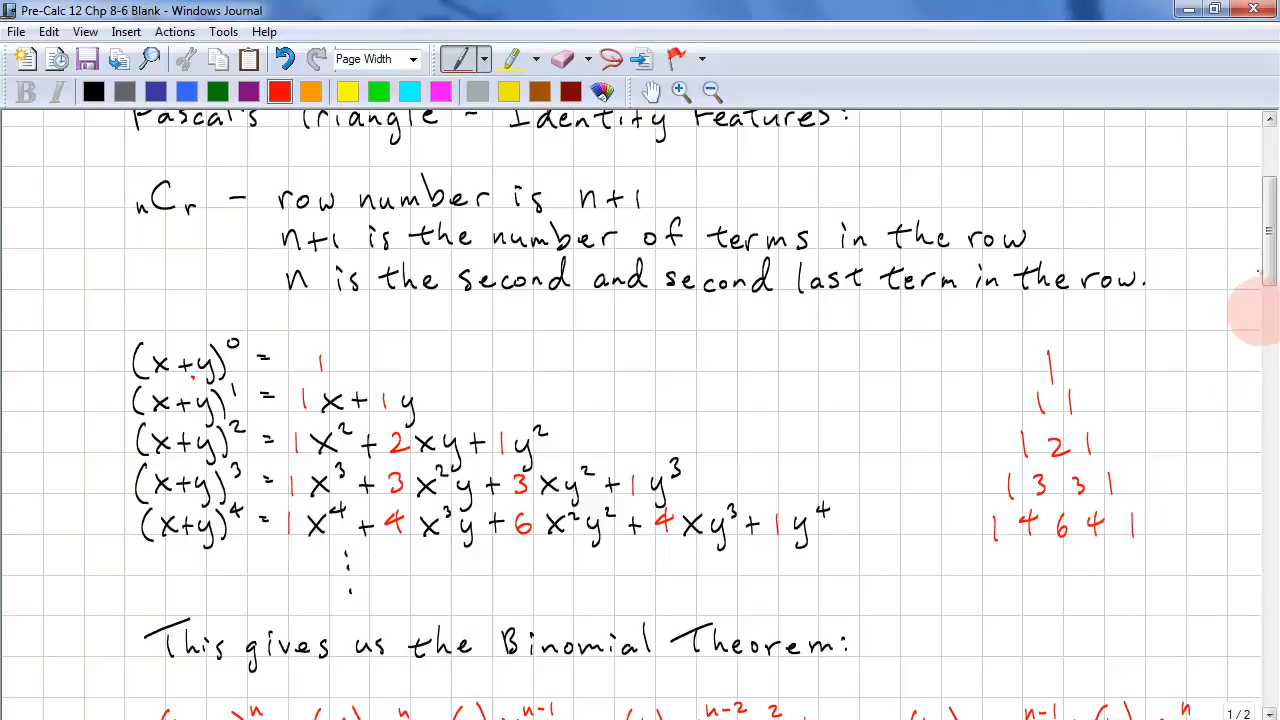 Pre-Calc 12 Chp 8-6 Blank - Windows Journal
File Edit View Insert Actions Tools Help
Page Width
B I
Pascal's Triangle - Identity Features:
nCr - row number is n+1
n+1 is the number of terms in the row
n is the second and second last term in the row.
(x+y)⁰ = 1
(x+y)¹ = 1x + 1y
(x+y)² = 1x² + 2xy + 1y²
(x+y)³ = 1x³ + 3x²y + 3xy² + 1y³
(x+y)⁴ = 1x⁴ + 4x³y + 6x²y² + 4xy³ + 1y⁴
⋮
1
1 1
1 2 1
1 3 3 1
1 4 6 4 1
This gives us the Binomial Theorem:
n n n-1 n-2 2 n-1 n
1/2